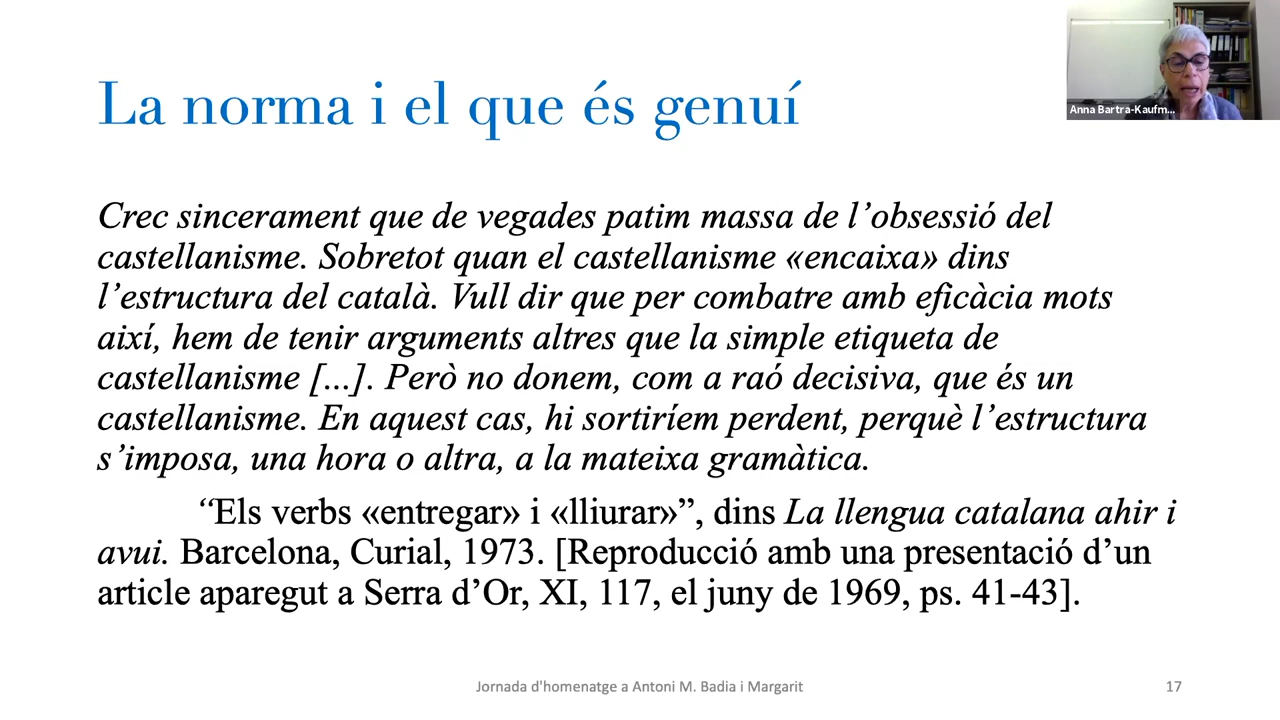 La norma i el que és genuí
Anna Bartra-Kaufm...
Crec sincerament que de vegades patim massa de l’obsessió del
castellanisme. Sobretot quan el castellanisme «encaixa» dins
l’estructura del català. Vull dir que per combatre amb eficàcia mots
així, hem de tenir arguments altres que la simple etiqueta de
castellanisme [...]. Però no donem, com a raó decisiva, que és un
castellanisme. En aquest cas, hi sortiríem perdent, perquè l’estructura
s’imposa, una hora o altra, a la mateixa gramàtica.
“Els verbs «entregar» i «lliurar»”, dins La llengua catalana ahir i
avui. Barcelona, Curial, 1973. [Reproducció amb una presentació d’un
article aparegut a Serra d’Or, XI, 117, el juny de 1969, ps. 41-43].
Jornada d'homenatge a Antoni M. Badia i Margarit
17